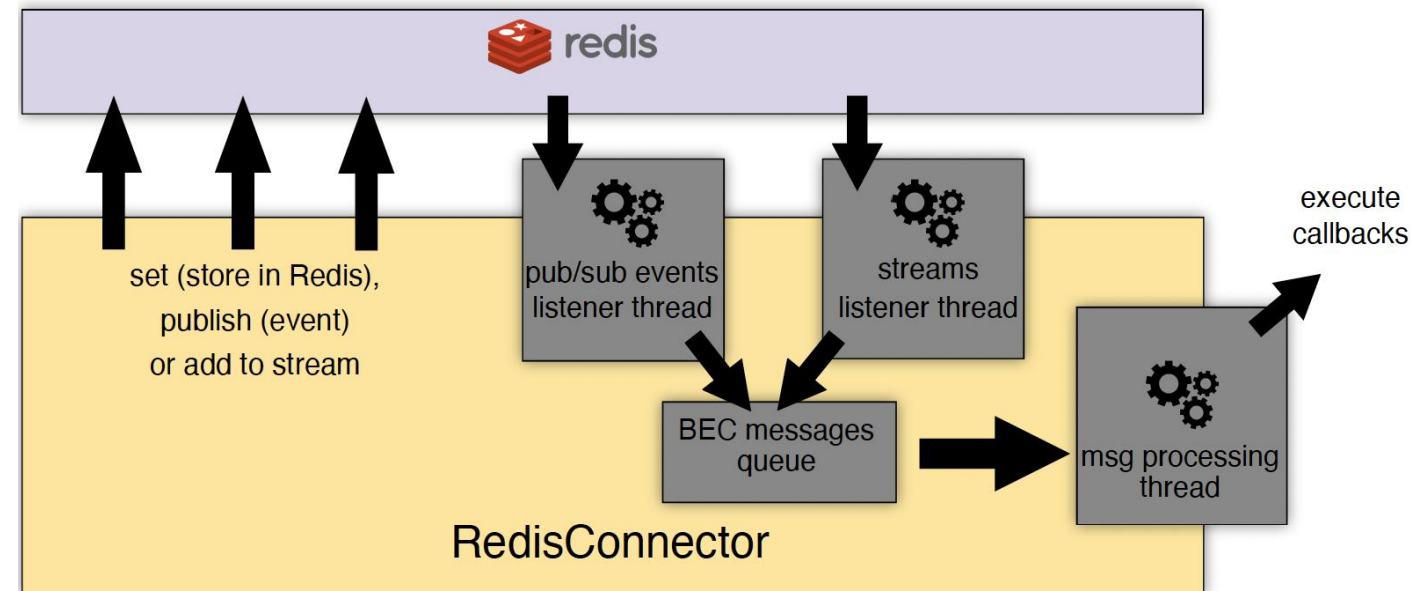 redis
set (store in Redis),
publish (event)
or add to stream
pub/sub events
listener thread
streams
listener thread
execute
callbacks
BEC messages
queue
msg processing
thread
RedisConnector